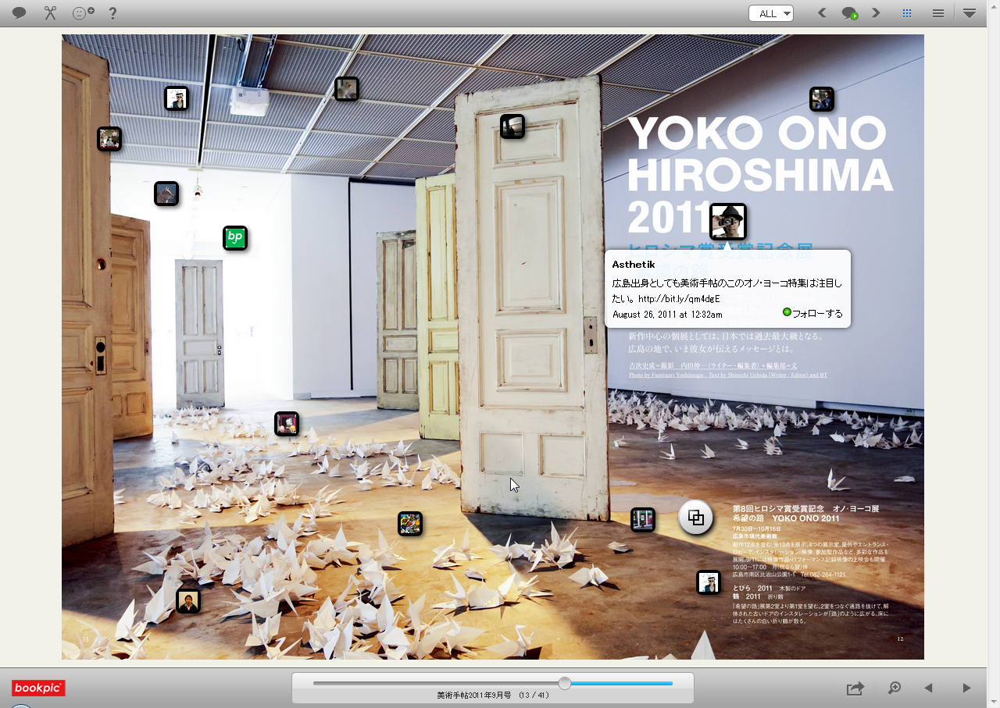 ALL
YOKO ONO
HIROSHIMA
2011
ヒロシマ賞受賞記念展
望の路
bp
Asthetik
広島出身としても美術手帖のこのオノ・ヨーコ特集は注目し
たい。 http://bit.ly/qm4dgE
August 26, 2011 at 12:32am
フォローする
新作中心の個展としては、日本では過去最大級となる。
広島の地で、いま彼女が伝えるメッセージとは。
吉次史成=撮影　内田伸一(ライター・編集者)+編集部=文
Photo by Fuminari Yoshitsugu Text by Shinichi Uchida (Writer / Editor) and BT
第8回ヒロシマ賞受賞記念　オノ・ヨーコ展
希望の路　YOKO ONO 2011
7月30日〜10月16日
広島市現代美術館
新作12点を含む、全13点を展示。4つの展示室、屋外やエントランス・
ロビーで、インスタレーション、映像、参加型作品など、多彩な作品を
展開。9/11には映像作品/パフォーマンス記録映像の上映会も開催
10:00〜17:00　月(祝なら翌)休
広島市南区比治山公園1-1　Tel.082-264-1121
とびら　2011　木製のドア
鶴　2011　折り鶴
「希望の路」展第2室より第1室を望む。2室をつなぐ通路を抜けて、解
体された古いドアのインスタレーションが「路」のように広がる。床に
はたくさんの白い折り鶴が散る。
13
12
bookpic
美術手帖2011年9月号 (13 / 41)